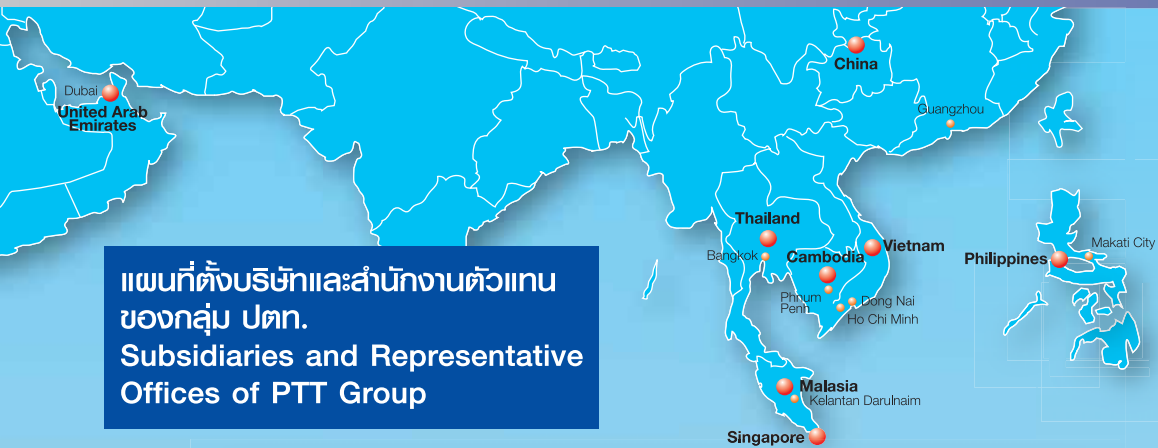 China
Dubai
United Arab
Emirates
Guangzhou
Thailand
Bangkok
Cambodia
Vietnam
Philippines
Makati City
Phnum
Penh
Dong Nai
Ho Chi Minh
แผนที่ตั้งบริษัทและสำนักงานตัวแทน
ของกลุ่ม ปตท.
Subsidiaries and Representative
Offices of PTT Group
Malasia
Kelantan Darulnaim
Singapore